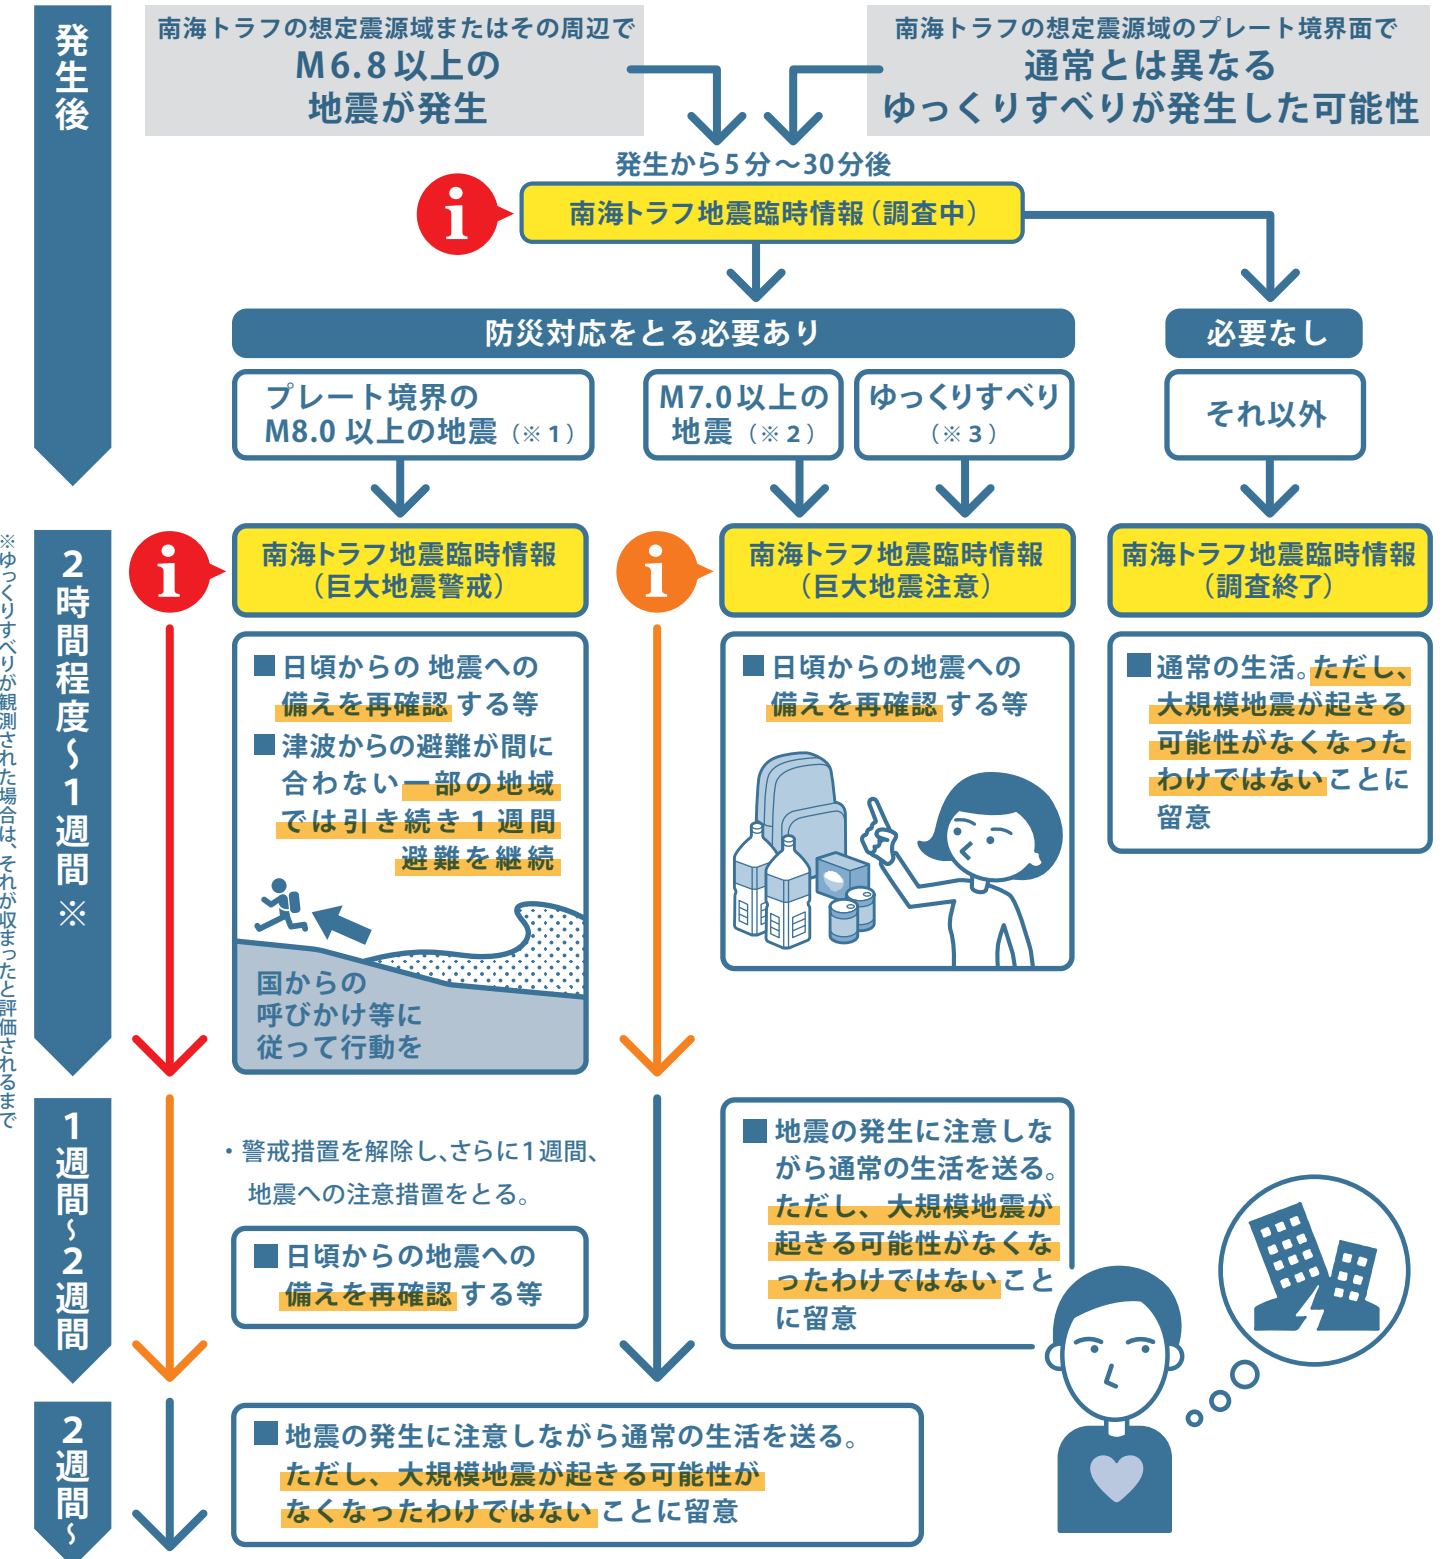 発生後
南海トラフの想定震源域またはその周辺で
M6.8以上の
地震が発生
南海トラフの想定震源域のプレート境界面で
通常とは異なる
ゆっくりすべりが発生した可能性
発生から5分～30分後
i
南海トラフ地震臨時情報（調査中）
防災対応をとる必要あり
必要なし
プレート境界の
M8.0以上の地震（※1）
M7.0以上の
地震（※2）
ゆっくりすべり
（※3）
それ以外
2時間程度～1週間※
※ゆっくりすべりが観測された場合は、それが収まったと評価されるまで
i
南海トラフ地震臨時情報
（巨大地震警戒）
i
南海トラフ地震臨時情報
（巨大地震注意）
南海トラフ地震臨時情報
（調査終了）
■日頃からの 地震への
備えを再確認する等
■津波からの避難が間に
合わない一部の地域
では引き続き1週間
避難を継続
国からの
呼びかけ等に
従って行動を
■日頃からの地震への
備えを再確認する等
■通常の生活。ただし、
大規模地震が起きる
可能性がなくなった
わけではないことに
留意
1週間～2週間
・警戒措置を解除し、さらに1週間、
地震への注意措置をとる。
■日頃からの地震への
備えを再確認する等
■地震の発生に注意しな
がら通常の生活を送る。
ただし、大規模地震が
起きる可能性がなくな
ったわけではないこと
に留意
2週間～
■地震の発生に注意しながら通常の生活を送る。
ただし、大規模地震が起きる可能性が
なくなったわけではないことに留意